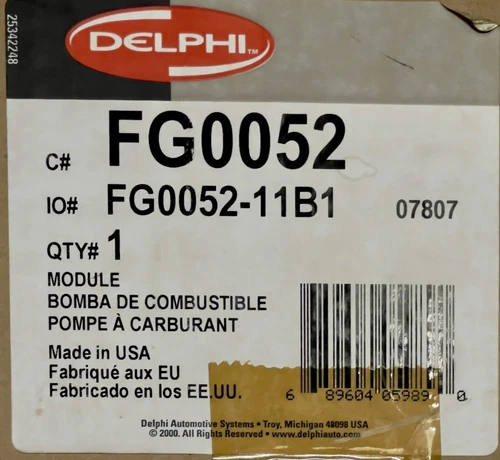 25342248
DELPHI™
C# FG0052
IO# FG0052-11B1 07807
QTY# 1
MODULE
BOMBA DE COMBUSTIBLE
POMPE À CARBURANT
Made in USA
Fabriqué aux EU
Fabricado en los EE.UU.
6 89604 05989 0
Delphi Automotive Systems • Troy, Michigan 48098 USA
© 2000. All Rights Reserved • www.delphiauto.com